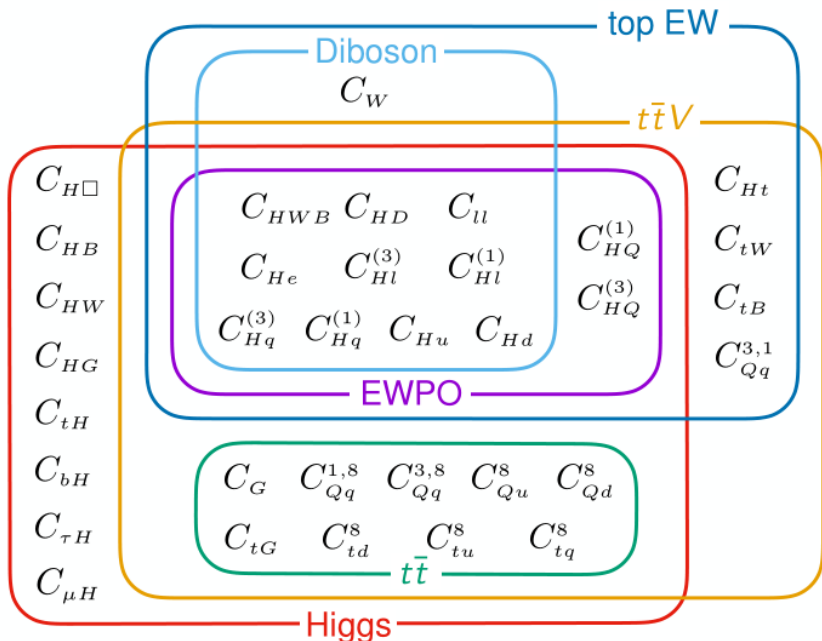 top EW
Diboson
C_W
tt̄V
C_{H□}
C_{HWB} C_{HD} C_{ll}
C_{Ht}
C_{HB}
C_{HQ}^{(1)}
C_{tW}
C_{He} C_{Hl}^{(3)} C_{Hl}^{(1)}
C_{HW}
C_{HQ}^{(3)}
C_{tB}
C_{Hq}^{(3)} C_{Hq}^{(1)} C_{Hu} C_{Hd}
C_{HG}
C_{Qq}^{3,1}
EWPO
C_{tH}
C_{bH}
C_G C_{Qq}^{1,8} C_{Qq}^{3,8} C_{Qu}^{8} C_{Qd}^{8}
C_{τH}
C_{tG} C_{td}^{8} C_{tu}^{8} C_{tq}^{8}
tt̄
C_{μH}
Higgs